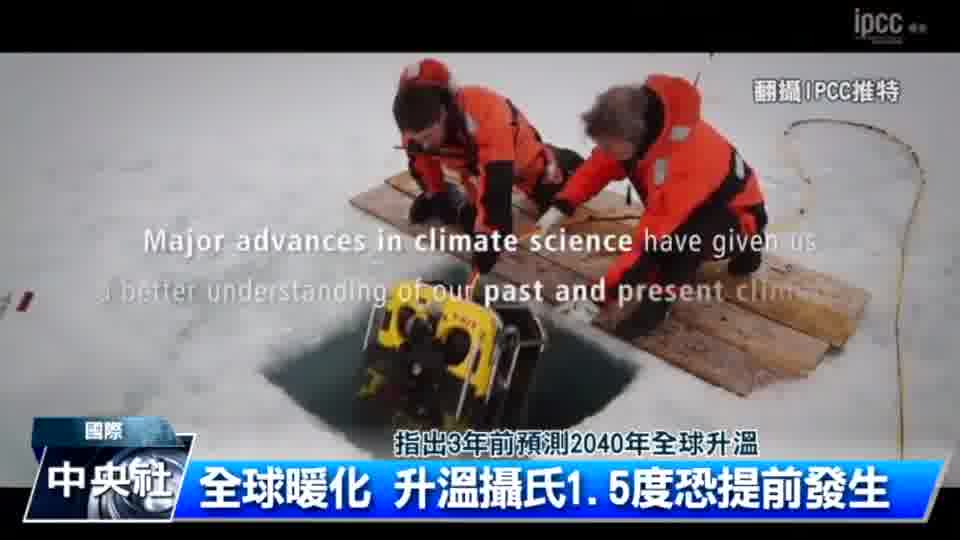 ipcc
翻攝IPCC推特
Major advances in climate science have given us
a better understanding of our past and present climate
國際
指出3年前預測2040年全球升溫
中央社
全球暖化 升溫攝氏1.5度恐提前發生